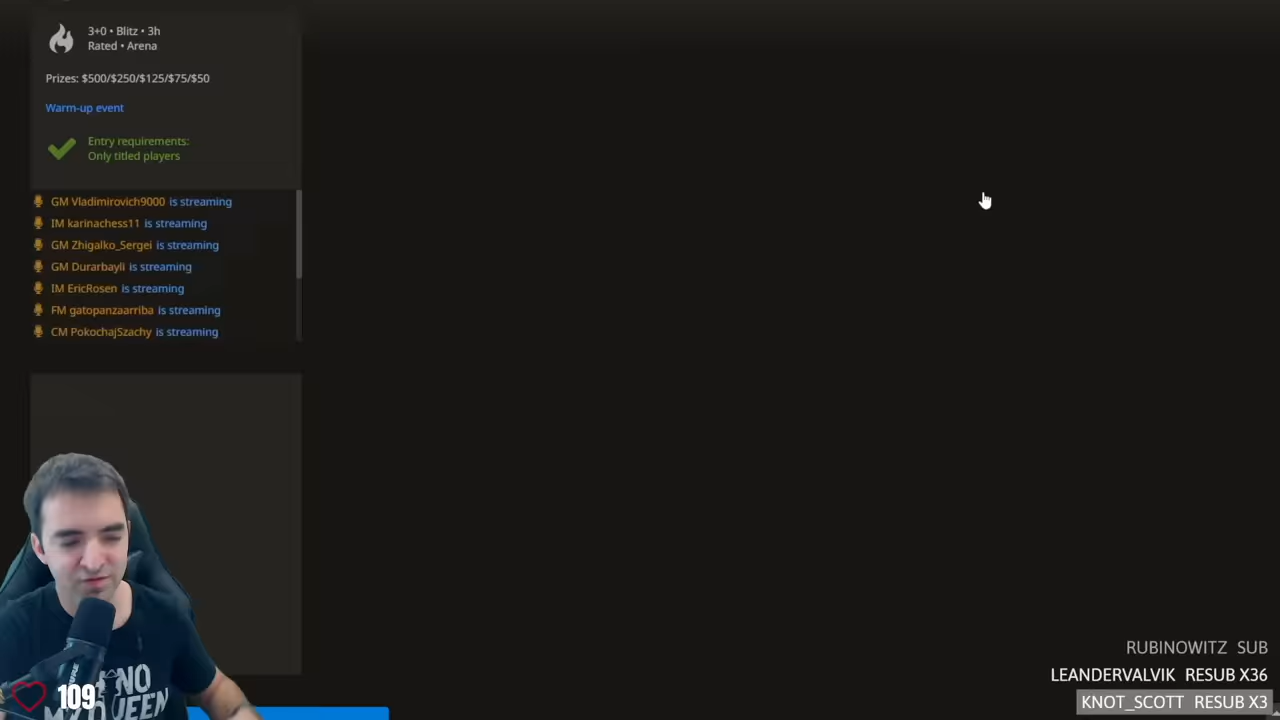 3+0 • Blitz • 3h
Rated • Arena
Prizes: $500/$250/$125/$75/$50
Warm-up event
Entry requirements:
Only titled players
GM Vladimirovich9000 is streaming
IM karinachess11 is streaming
GM Zhigalko_Sergei is streaming
GM Durarbayli is streaming
IM EricRosen is streaming
FM gatopanzaarriba is streaming
CM PokochajSzachy is streaming
RUBINOWITZ SUB
LEANDERVALVIK RESUB X36
KNOT_SCOTT RESUB X3
109
NO
QUEEN